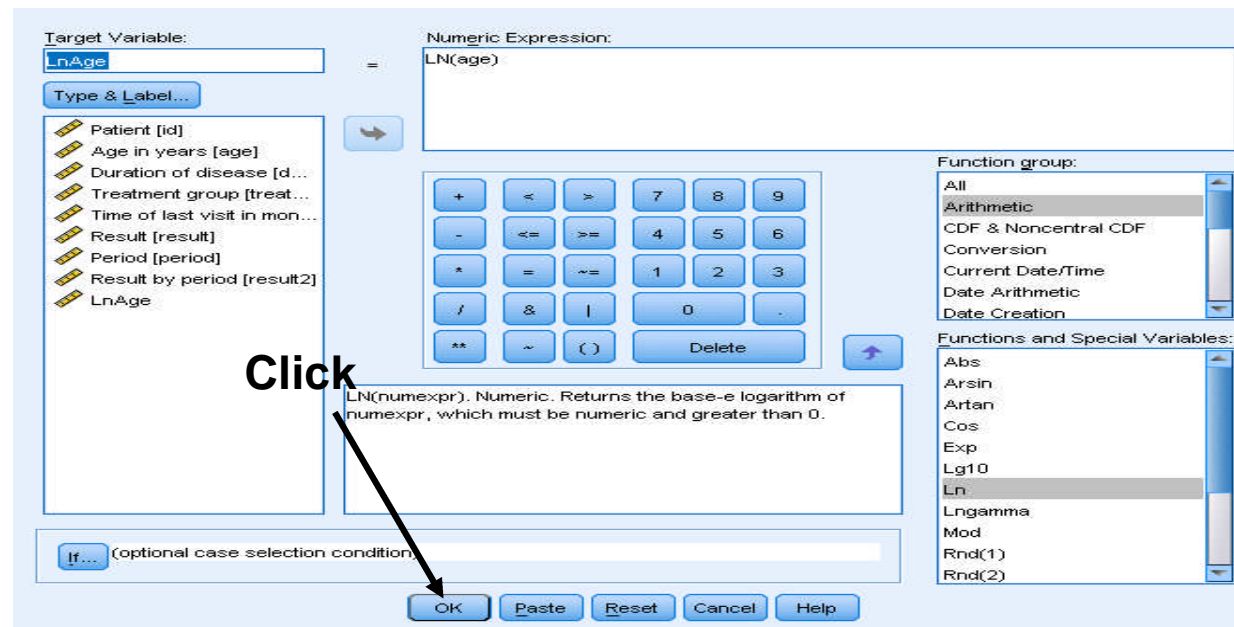 Target Variable:
LnAge
=
Type & Label...
Numeric Expression:
LN(age)
Patient [id]
Age in years [age]
Duration of disease [d...
Treatment group [treat...
Time of last visit in mon...
Result [result]
Period [period]
Result by period [result2]
LnAge
+ < > 7 8 9
- <= >= 4 5 6
* = ~= 1 2 3
/ & | 0 .
** ~ ( ) Delete
Function group:
All
Arithmetic
CDF & Noncentral CDF
Conversion
Current Date/Time
Date Arithmetic
Date Creation
Functions and Special Variables:
Abs
Arsin
Artan
Cos
Exp
Lg10
Ln
Lngamma
Mod
Rnd(1)
Rnd(2)
Click
LN(numexpr). Numeric. Returns the base-e logarithm of
numexpr, which must be numeric and greater than 0.
If... (optional case selection condition)
OK Paste Reset Cancel Help